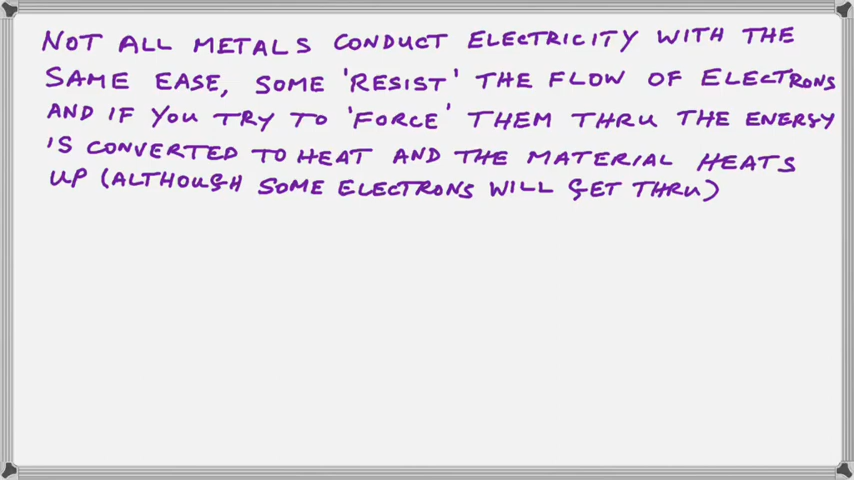 NOT ALL METALS CONDUCT ELECTRICITY WITH THE
SAME EASE, SOME 'RESIST' THE FLOW OF ELECTRONS
AND IF YOU TRY TO 'FORCE' THEM THRU THE ENERGY
IS CONVERTED TO HEAT AND THE MATERIAL HEATS
UP (ALTHOUGH SOME ELECTRONS WILL GET THRU)